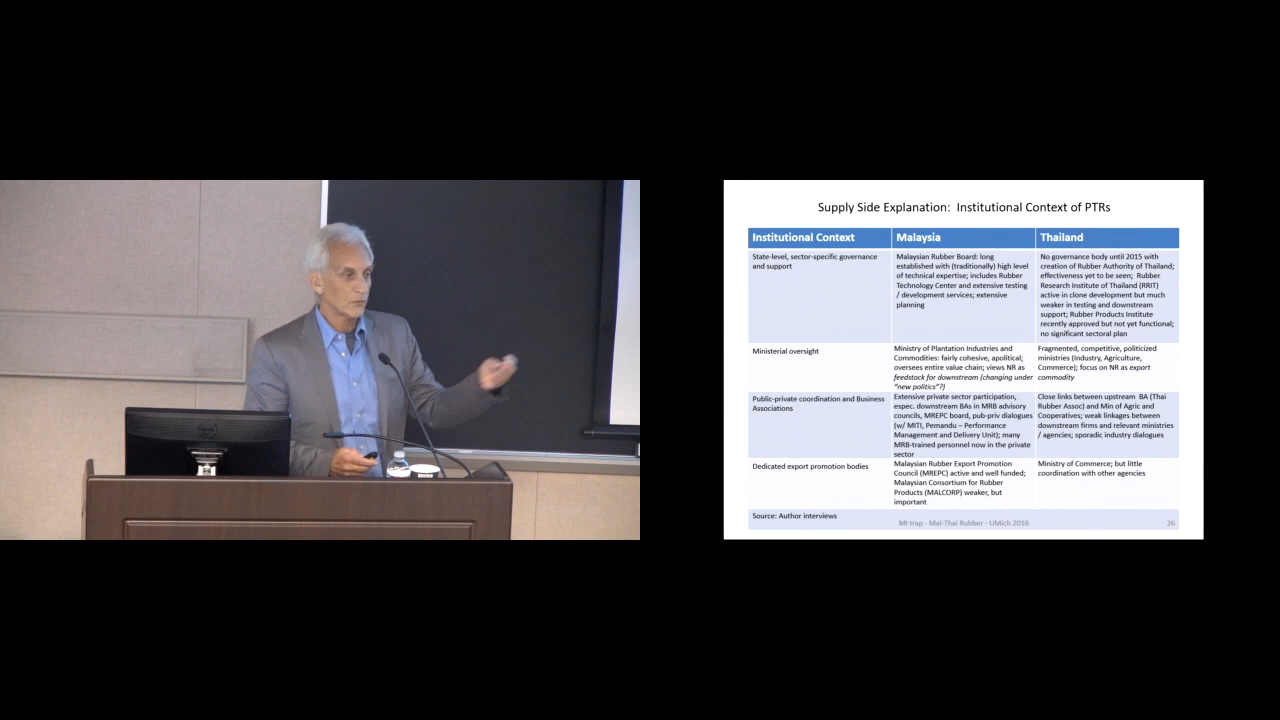 Supply Side Explanation: Institutional Context of PTRs
Institutional Context
Malaysia
Thailand
State-level, sector-specific governance
and support
Malaysian Rubber Board: long
established with (traditionally) high level
of technical expertise; includes Rubber
Technology Center and extensive testing
/ development services; extensive
planning
No governance body until 2015 with
creation of Rubber Authority of Thailand;
effectiveness yet to be seen; Rubber
Research Institute of Thailand (RRIT)
active in clone development but much
weaker in testing and downstream
support; Rubber Products Institute
recently approved but not yet functional;
no significant sectoral plan
Ministerial oversight
Ministry of Plantation Industries and
Commodities: fairly cohesive, apolitical;
oversees entire value chain; views NR as
feedstock for downstream (changing under
"new politics"?)
Fragmented, competitive, politicized
ministries (Industry, Agriculture,
Commerce); focus on NR as export
commodity
Public-private coordination and Business
Associations
Extensive private sector participation,
espec. downstream BAs in MRB advisory
councils, MREPC board, pub-priv dialogues
(w/ MITI, Pemandu – Performance
Management and Delivery Unit); many
MRB-trained personnel now in the private
sector
Close links between upstream BA (Thai
Rubber Assoc) and Min of Agric and
Cooperatives; weak linkages between
downstream firms and relevant ministries
/ agencies; sporadic industry dialogues
Dedicated export promotion bodies
Malaysian Rubber Export Promotion
Council (MREPC) active and well funded;
Malaysian Consortium for Rubber
Products (MALCORP) weaker, but
important
Ministry of Commerce; but little
coordination with other agencies
Source: Author interviews
MI trap - Mal-Thai Rubber - UMich 2016
26